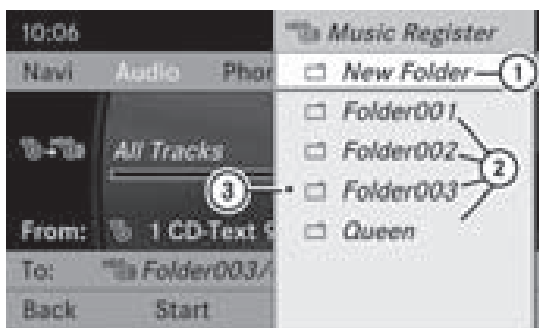 10:06
Music Register
Navi Audio Phon
New Folder 1
Folder001
All Tracks
Folder002 2
3 Folder003
From: 1 CD-Text
Queen
To: Folder003/
Back Start